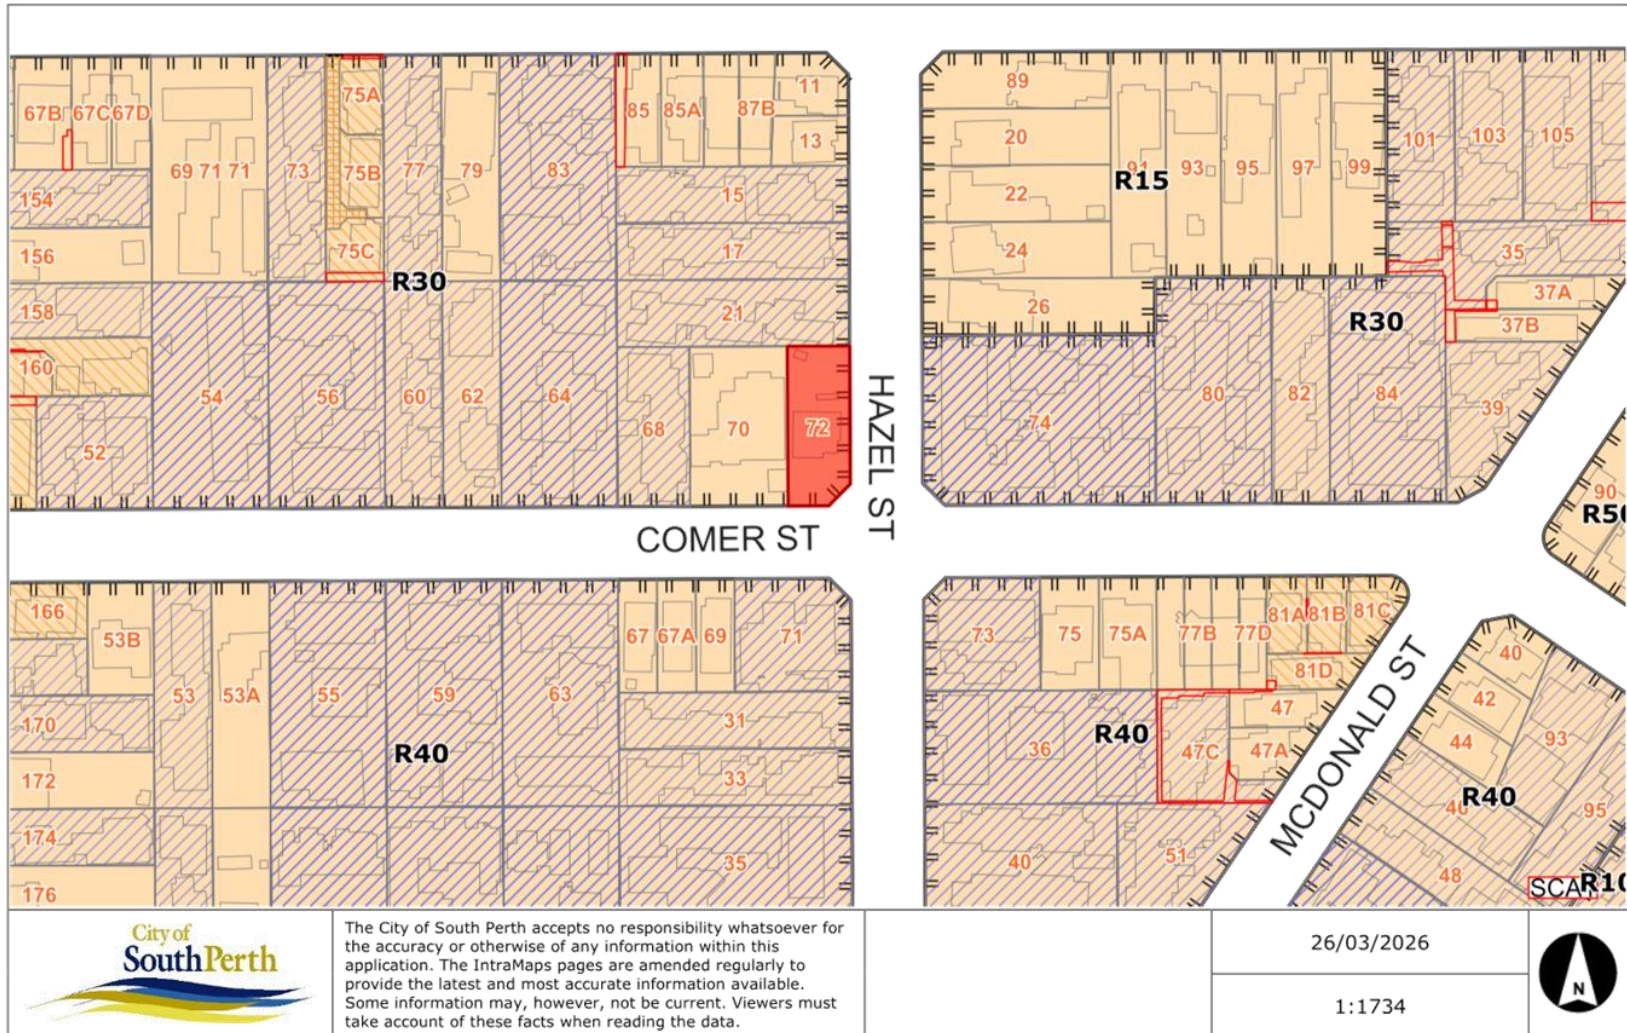 67B 67C 67D
69 71 71
73
75A
75B
75C
77
79
83
85 85A 87B
11
13
15
17
21
154
156
158
160
52
54
56
60
62
64
68
70
72
R30
89
20
22
24
26
91
R15
93
95
97
99
101
103
105
35
37A
37B
39
R30
74
80
82
84
90
HAZEL ST
COMER ST
166
53B
170
172
174
176
53
53A
55
59
63
67 67A 69
71
31
33
35
R40
73
75
75A
77B
77D
81A 81B 81C
81D
36
R40
47C
47
47A
40
51
MCDONALD ST
40
42
44
93
R40
95
48
City of
South Perth
The City of South Perth accepts no responsibility whatsoever for
the accuracy or otherwise of any information within this
application. The IntraMaps pages are amended regularly to
provide the latest and most accurate information available.
Some information may, however, not be current. Viewers must
take account of these facts when reading the data.
26/03/2026
1:1734
N